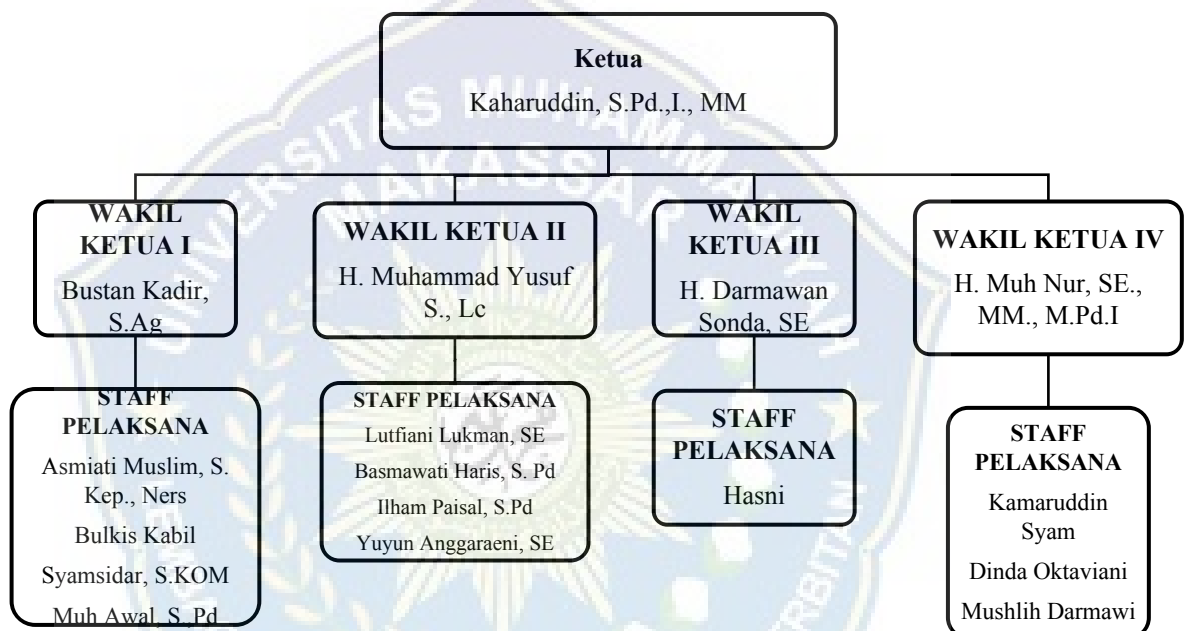 Ketua
Kaharuddin, S.Pd.,I., MM
WAKIL
KETUA I
Bustan Kadir,
S.Ag
WAKIL KETUA II
H. Muhammad Yusuf
S., Lc
WAKIL
KETUA III
H. Darmawan
Sonda, SE
WAKIL KETUA IV
H. Muh Nur, SE.,
MM., M.Pd.I
STAFF
PELAKSANA
Asmiati Muslim, S.
Kep., Ners
Bulkis Kabil
Syamsidar, S.KOM
Muh Awal, S.,Pd
STAFF PELAKSANA
Lutfiani Lukman, SE
Basmawati Haris, S. Pd
Ilham Paisal, S.Pd
Yuyun Anggaraeni, SE
STAFF
PELAKSANA
Hasni
STAFF
PELAKSANA
Kamaruddin
Syam
Dinda Oktaviani
Mushlih Darmawi
UNIVERSITAS MUHAMMADIYAH
MAKASSAR